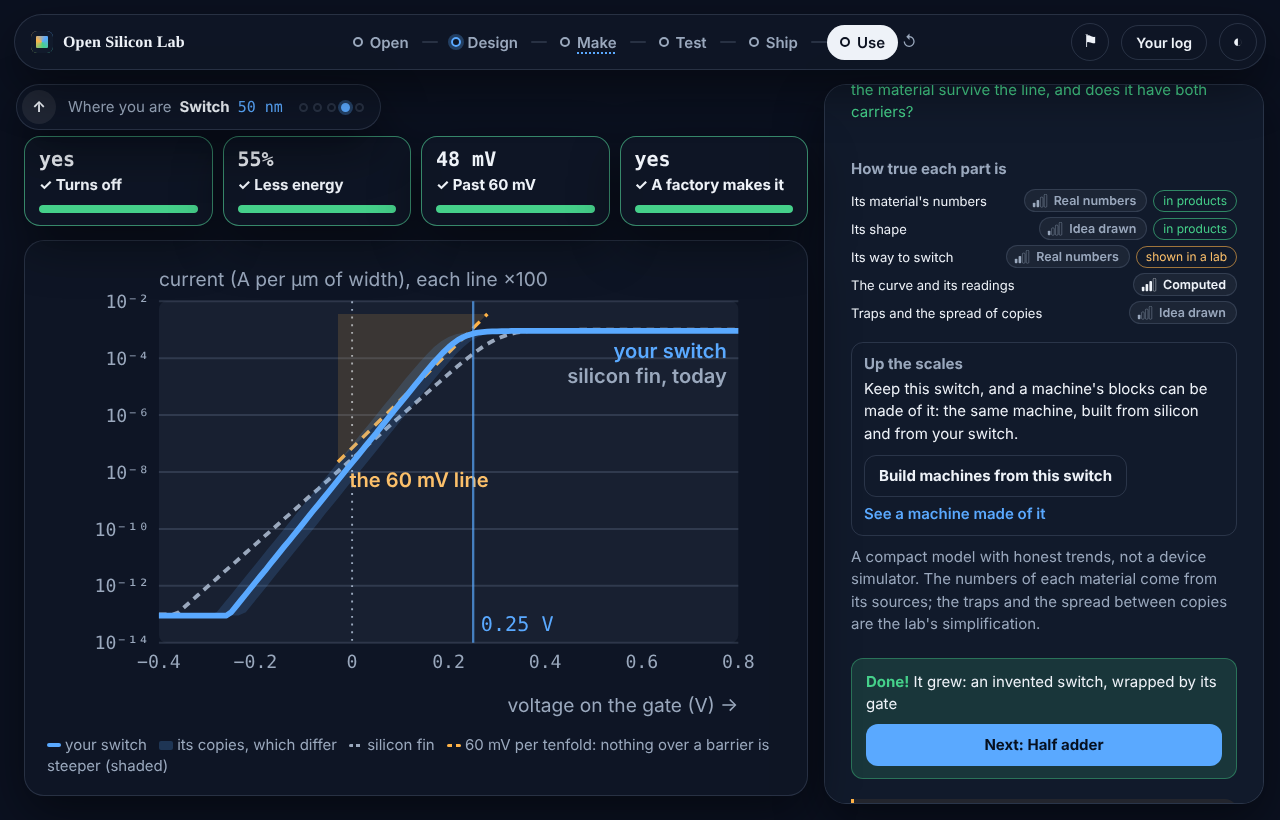 Open Silicon Lab
Open
Design
Make
Test
Ship
Use
Your log
Where you are Switch 50 nm
yes
✓ Turns off
55%
✓ Less energy
48 mV
✓ Past 60 mV
yes
✓ A factory makes it
current (A per µm of width), each line ×100
10⁻²
10⁻⁴
10⁻⁶
10⁻⁸
10⁻¹⁰
10⁻¹²
10⁻¹⁴
your switch
silicon fin, today
the 60 mV line
0.25 V
−0.4
−0.2
0
0.2
0.4
0.6
0.8
voltage on the gate (V) →
your switch its copies, which differ silicon fin 60 mV per tenfold: nothing over a barrier is
steeper (shaded)
the material survive the line, and does it have both
carriers?
How true each part is
Its material's numbers Real numbers in products
Its shape Idea drawn in products
Its way to switch Real numbers shown in a lab
The curve and its readings Computed
Traps and the spread of copies Idea drawn
Up the scales
Keep this switch, and a machine's blocks can be
made of it: the same machine, built from silicon
and from your switch.
Build machines from this switch
See a machine made of it
A compact model with honest trends, not a device
simulator. The numbers of each material come from
its sources; the traps and the spread between copies
are the lab's simplification.
Done! It grew: an invented switch, wrapped by its
gate
Next: Half adder